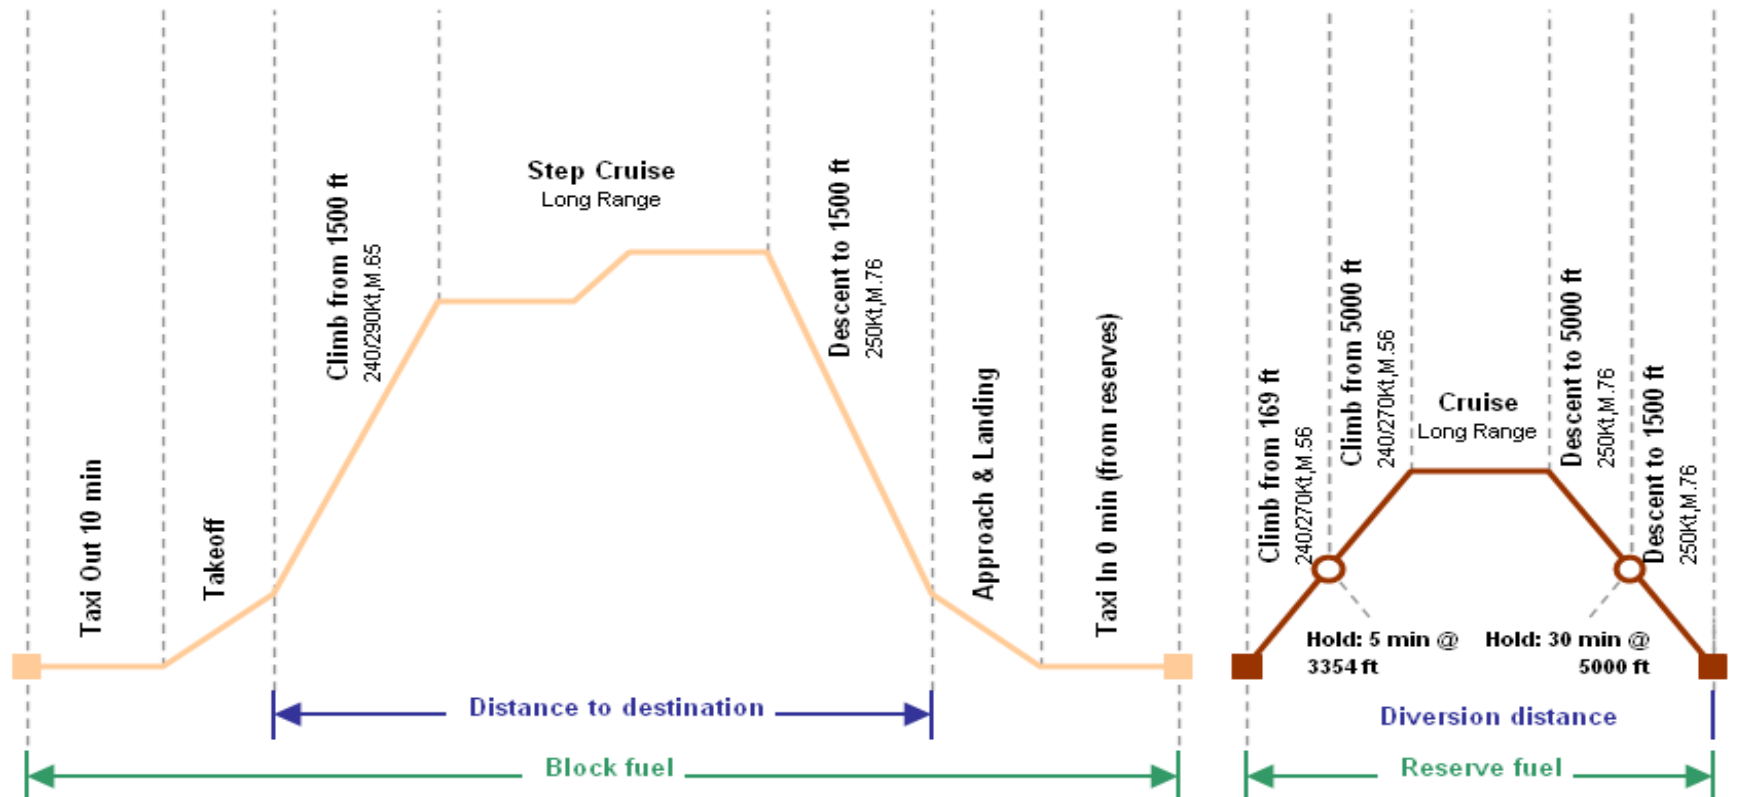 Taxi Out 10 min
Takeoff
Climb from 1500 ft
240/290Kt,M.65
Step Cruise
Long Range
Descent to 1500 ft
250Kt,M.76
Approach & Landing
Taxi In 0 min (from reserves)
Climb from 169 ft
240/270Kt,M.56
Climb from 5000 ft
240/270Kt,M.56
Cruise
Long Range
Descent to 5000 ft
250Kt,M.76
Descent to 1500 ft
250Kt,M.76
Hold: 5 min @
3354 ft
Hold: 30 min @
5000 ft
Distance to destination
Diversion distance
Block fuel
Reserve fuel